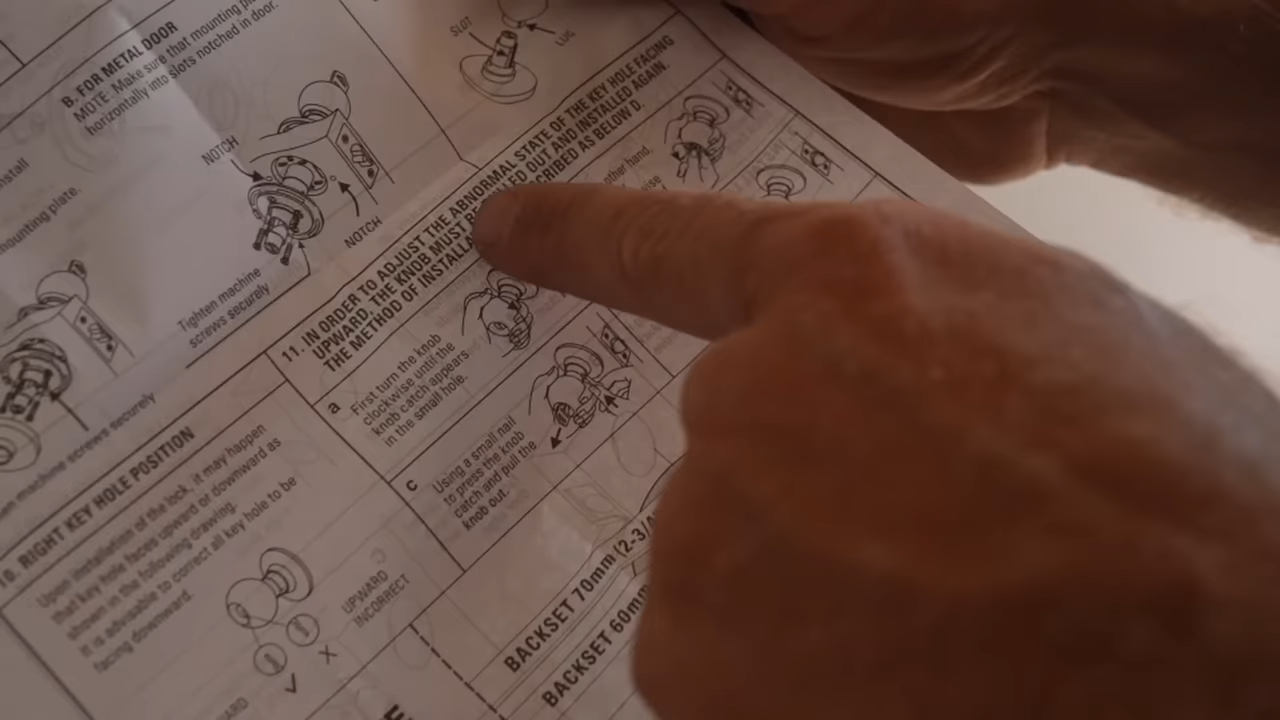 B. FOR METAL DOOR
NOTE: Make sure that mounting
horizontally into slots notched in door.
NOTCH
NOTCH
Tighten machine
screws securely
SLOT
LUG
mounting plate.
machine screws securely
10. RIGHT KEY HOLE POSITION
Upon installation of the lock, it may happen
that key hole faces upward or downward as
shown in the following drawing.
it is advisable to correct all key hole to be
facing downward.
UPWARD
INCORRECT
11. IN ORDER TO ADJUST THE ABNORMAL STATE OF THE KEY HOLE FACING
UPWARD, THE KNOB MUST OUT AND INSTALLED AGAIN.
THE METHOD OF AS BELOW D.
a
First turn the knob
clockwise until the
knob catch appears
in the small hole.
hand.
c
Using a small nail
to press the knob
catch and pull the
knob out.
BACKSET 70mm (2-3/
BACKSET 60mm